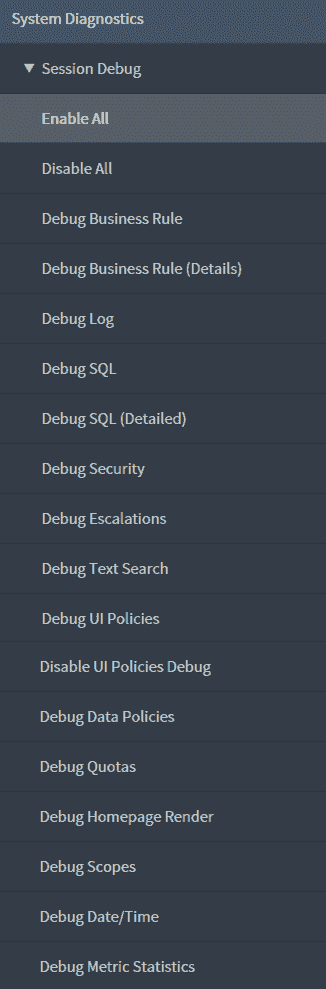 System Diagnostics
Session Debug
Enable All
Disable All
Debug Business Rule
Debug Business Rule (Details)
Debug Log
Debug SQL
Debug SQL (Detailed)
Debug Security
Debug Escalations
Debug Text Search
Debug UI Policies
Disable UI Policies Debug
Debug Data Policies
Debug Quotas
Debug Homepage Render
Debug Scopes
Debug Date/Time
Debug Metric Statistics